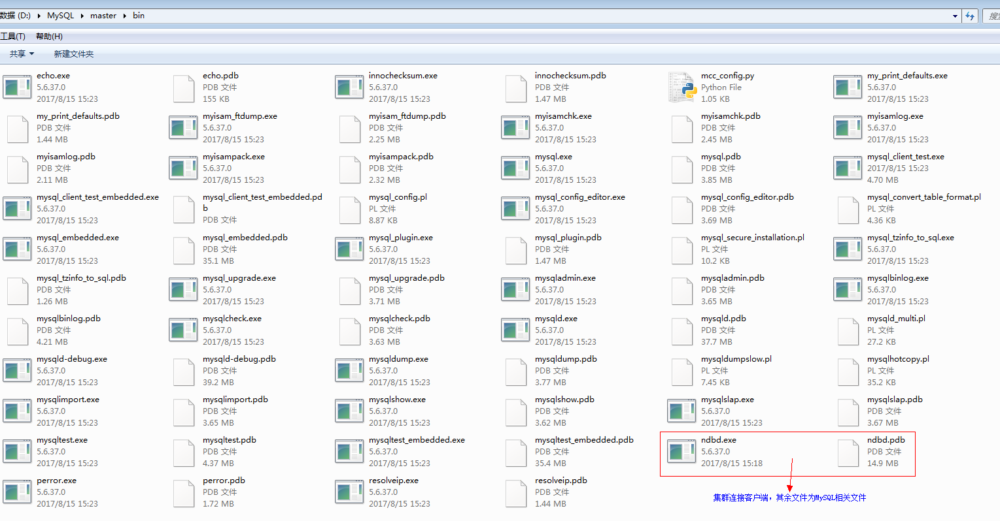 数据 (D:) ▸ MySQL ▸ master ▸ bin
搜索
工具(T) 帮助(H)
共享 新建文件夹
echo.exe
5.6.37.0
2017/8/15 15:23
echo.pdb
PDB 文件
155 KB
innochecksum.exe
5.6.37.0
2017/8/15 15:23
innochecksum.pdb
PDB 文件
1.47 MB
mcc_config.py
Python File
1.05 KB
my_print_defaults.exe
5.6.37.0
2017/8/15 15:23
my_print_defaults.pdb
PDB 文件
1.44 MB
myisam_ftdump.exe
5.6.37.0
2017/8/15 15:23
myisam_ftdump.pdb
PDB 文件
2.25 MB
myisamchk.exe
5.6.37.0
2017/8/15 15:23
myisamchk.pdb
PDB 文件
2.45 MB
myisamlog.exe
5.6.37.0
2017/8/15 15:23
myisamlog.pdb
PDB 文件
2.11 MB
myisampack.exe
5.6.37.0
2017/8/15 15:23
myisampack.pdb
PDB 文件
2.32 MB
mysql.exe
5.6.37.0
2017/8/15 15:23
mysql.pdb
PDB 文件
3.85 MB
mysql_client_test.exe
2017/8/15 15:23
4.70 MB
mysql_client_test_embedded.exe
5.6.37.0
2017/8/15 15:23
mysql_client_test_embedded.pd
b
PDB 文件
mysql_config.pl
PL 文件
8.87 KB
mysql_config_editor.exe
5.6.37.0
2017/8/15 15:23
mysql_config_editor.pdb
PDB 文件
3.69 MB
mysql_convert_table_format.pl
PL 文件
4.36 KB
mysql_embedded.exe
5.6.37.0
2017/8/15 15:23
mysql_embedded.pdb
PDB 文件
35.1 MB
mysql_plugin.exe
5.6.37.0
2017/8/15 15:23
mysql_plugin.pdb
PDB 文件
1.47 MB
mysql_secure_installation.pl
PL 文件
10.2 KB
mysql_tzinfo_to_sql.exe
5.6.37.0
2017/8/15 15:23
mysql_tzinfo_to_sql.pdb
PDB 文件
1.26 MB
mysql_upgrade.exe
5.6.37.0
2017/8/15 15:23
mysql_upgrade.pdb
PDB 文件
3.71 MB
mysqladmin.exe
5.6.37.0
2017/8/15 15:23
mysqladmin.pdb
PDB 文件
3.65 MB
mysqlbinlog.exe
5.6.37.0
2017/8/15 15:23
mysqlbinlog.pdb
PDB 文件
4.21 MB
mysqlcheck.exe
5.6.37.0
2017/8/15 15:23
mysqlcheck.pdb
PDB 文件
3.63 MB
mysqld.exe
5.6.37.0
2017/8/15 15:23
mysqld.pdb
PDB 文件
37.7 MB
mysqld_multi.pl
PL 文件
27.2 KB
mysqld-debug.exe
5.6.37.0
2017/8/15 15:23
mysqld-debug.pdb
PDB 文件
39.2 MB
mysqldump.exe
5.6.37.0
2017/8/15 15:23
mysqldump.pdb
PDB 文件
3.77 MB
mysqldumpslow.pl
PL 文件
7.45 KB
mysqlhotcopy.pl
PL 文件
35.2 KB
mysqlimport.exe
5.6.37.0
2017/8/15 15:23
mysqlimport.pdb
PDB 文件
3.65 MB
mysqlshow.exe
5.6.37.0
2017/8/15 15:23
mysqlshow.pdb
PDB 文件
3.62 MB
mysqlslap.exe
5.6.37.0
2017/8/15 15:23
mysqlslap.pdb
PDB 文件
3.67 MB
mysqltest.exe
5.6.37.0
2017/8/15 15:23
mysqltest.pdb
PDB 文件
4.37 MB
mysqltest_embedded.exe
5.6.37.0
2017/8/15 15:23
mysqltest_embedded.pdb
PDB 文件
35.4 MB
ndbd.exe
5.6.37.0
2017/8/15 15:18
ndbd.pdb
PDB 文件
14.9 MB
perror.exe
5.6.37.0
2017/8/15 15:23
perror.pdb
PDB 文件
1.72 MB
resolveip.exe
5.6.37.0
2017/8/15 15:23
resolveip.pdb
PDB 文件
1.44 MB
集群连接客户端，其余文件为MySQL相关文件